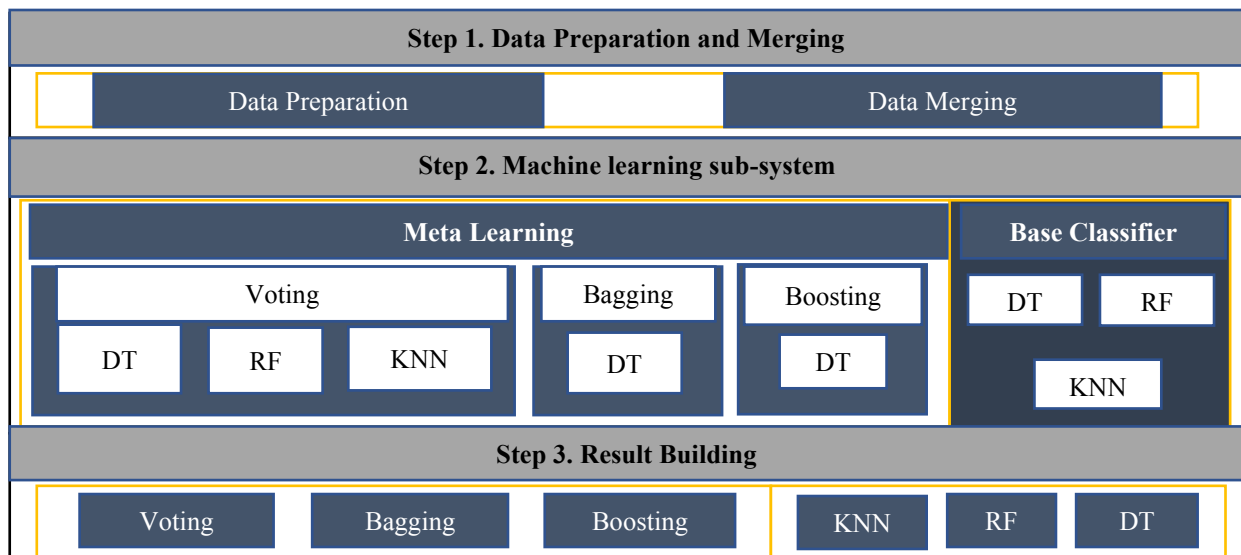 Step 1. Data Preparation and Merging
Data Preparation
Data Merging
Step 2. Machine learning sub-system
Meta Learning
Base Classifier
Voting
Bagging
Boosting
DT
RF
DT
RF
KNN
DT
DT
KNN
Step 3. Result Building
Voting
Bagging
Boosting
KNN
RF
DT